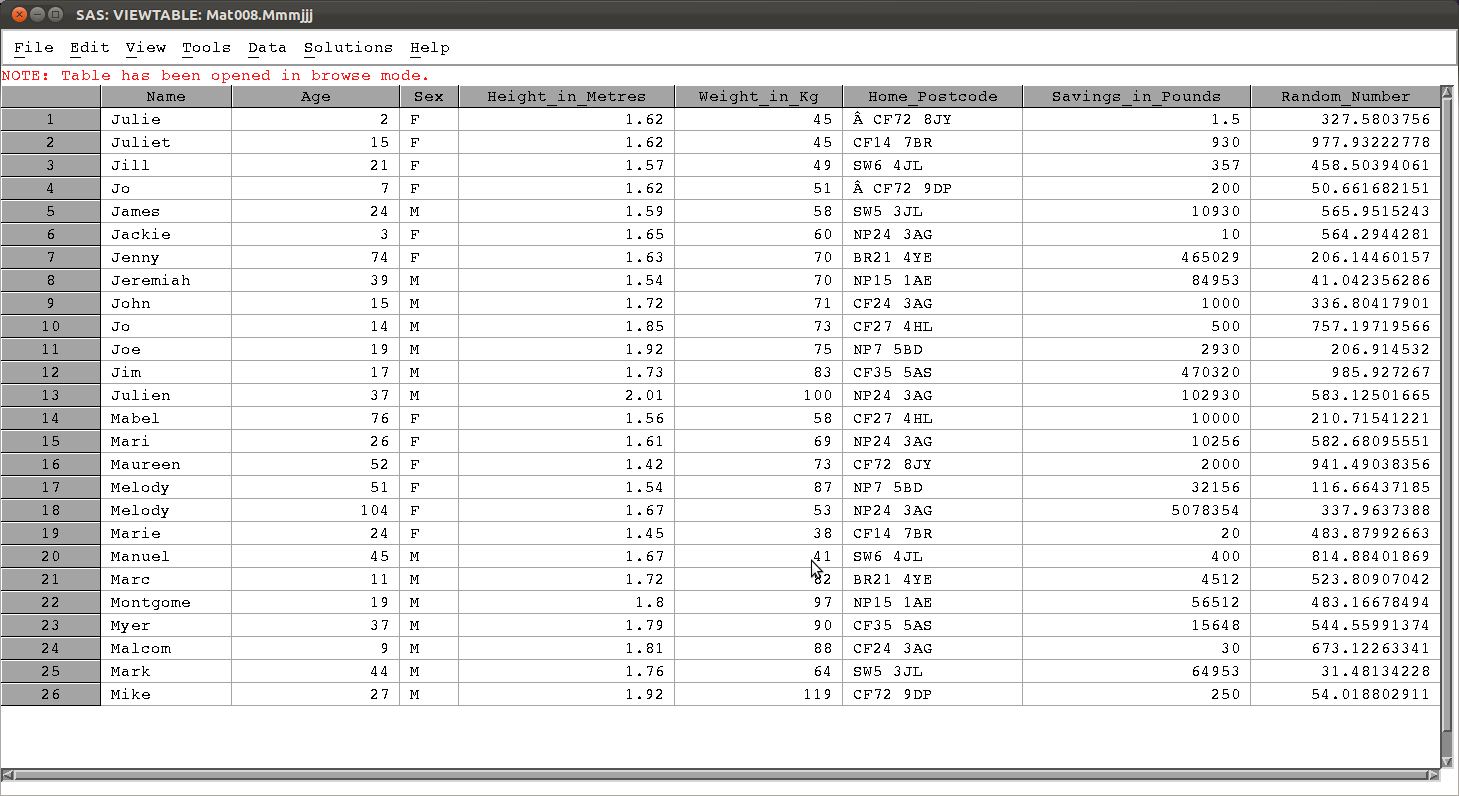 SAS: VIEWTABLE: Mat008.Mmmjjj
File Edit View Tools Data Solutions Help
NOTE: Table has been opened in browse mode.
Name Age Sex Height_in_Metres Weight_in_Kg Home_Postcode Savings_in_Pounds Random_Number
1 Julie 2 F 1.62 45 Â CF72 8JY 1.5 327.5803756
2 Juliet 15 F 1.62 45 CF14 7BR 930 977.93222778
3 Jill 21 F 1.57 49 SW6 4JL 357 458.50394061
4 Jo 7 F 1.62 51 Â CF72 9DP 200 50.661682151
5 James 24 M 1.59 58 SW5 3JL 10930 565.9515243
6 Jackie 3 F 1.65 60 NP24 3AG 10 564.2944281
7 Jenny 74 F 1.63 70 BR21 4YE 465029 206.14460157
8 Jeremiah 39 M 1.54 70 NP15 1AE 84953 41.042356286
9 John 15 M 1.72 71 CF24 3AG 1000 336.80417901
10 Jo 14 M 1.85 73 CF27 4HL 500 757.19719566
11 Joe 19 M 1.92 75 NP7 5BD 2930 206.914532
12 Jim 17 M 1.73 83 CF35 5AS 470320 985.927267
13 Julien 37 M 2.01 100 NP24 3AG 102930 583.12501665
14 Mabel 76 F 1.56 58 CF27 4HL 10000 210.71541221
15 Mari 26 F 1.61 69 NP24 3AG 10256 582.68095551
16 Maureen 52 F 1.42 73 CF72 8JY 2000 941.49038356
17 Melody 51 F 1.54 87 NP7 5BD 32156 116.66437185
18 Melody 104 F 1.67 53 NP24 3AG 5078354 337.9637388
19 Marie 24 F 1.45 38 CF14 7BR 20 483.87992663
20 Manuel 45 M 1.67 41 SW6 4JL 400 814.88401869
21 Marc 11 M 1.72 82 BR21 4YE 4512 523.80907042
22 Montgome 19 M 1.8 97 NP15 1AE 56512 483.16678494
23 Myer 37 M 1.79 90 CF35 5AS 15648 544.55991374
24 Malcom 9 M 1.81 88 CF24 3AG 30 673.12263341
25 Mark 44 M 1.76 64 SW5 3JL 64953 31.48134228
26 Mike 27 M 1.92 119 CF72 9DP 250 54.018802911